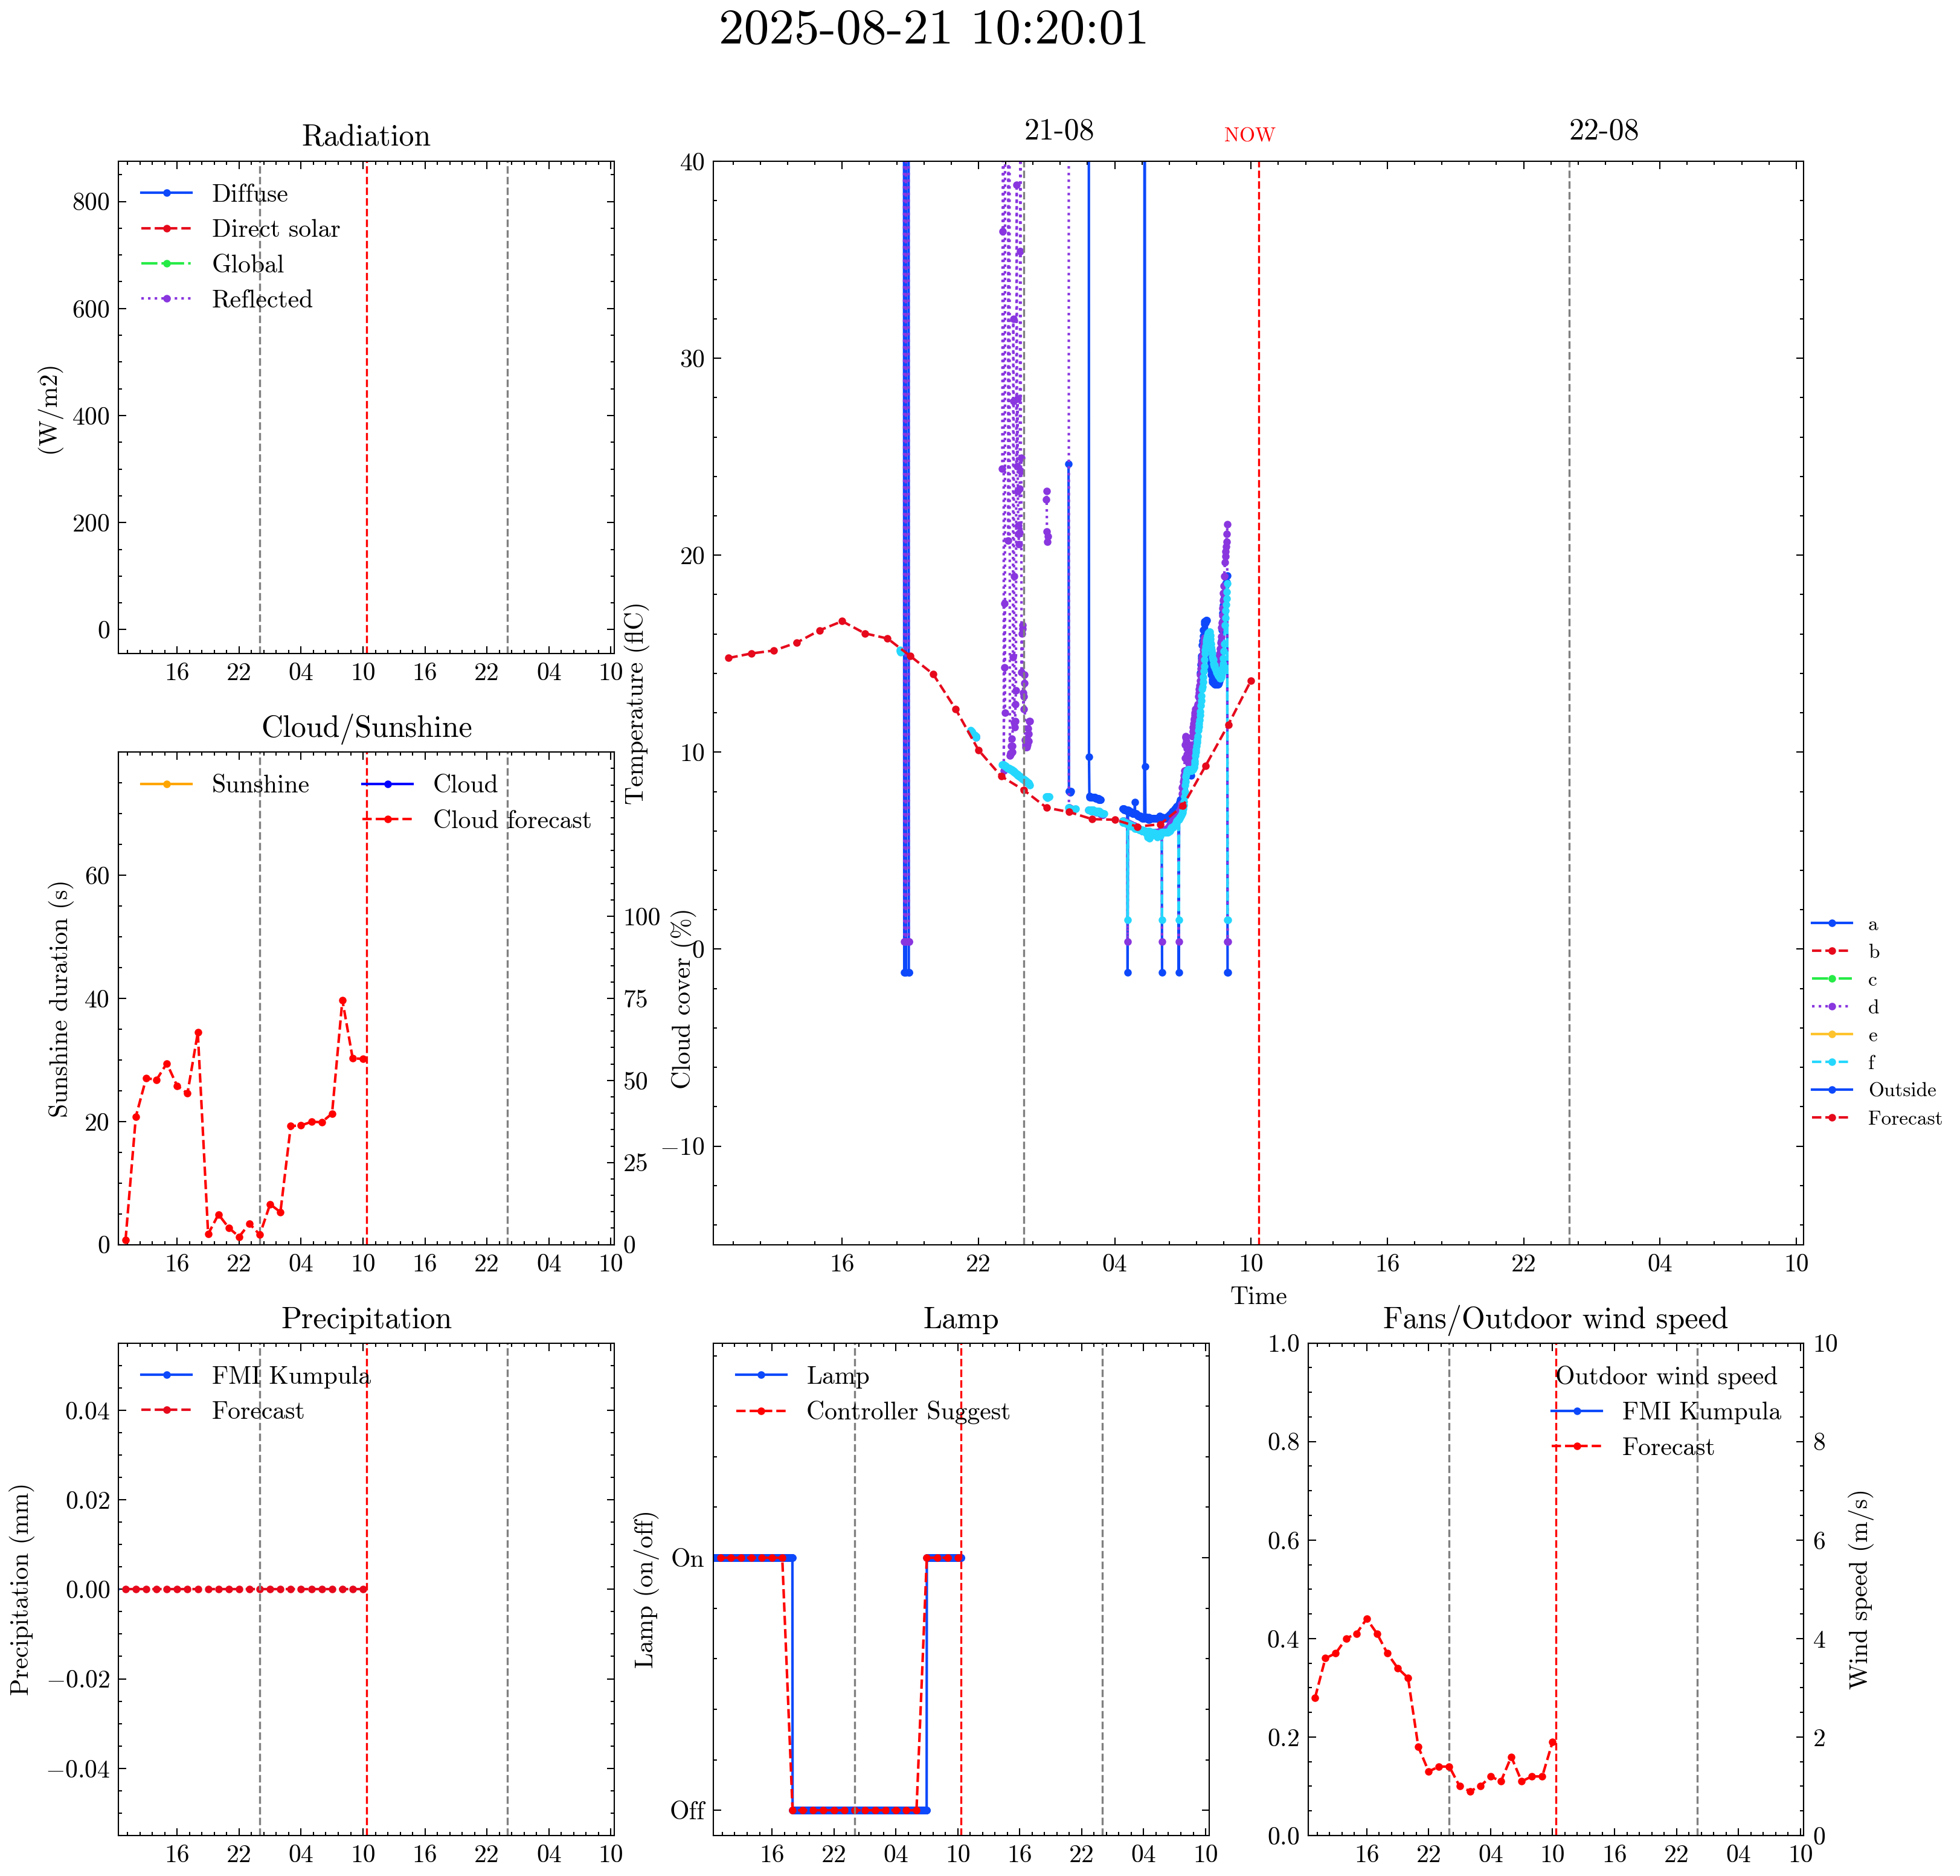 2025-08-21 10:20:01
Radiation
Diffuse
Direct solar
Global
Reflected
(W/m2)
800
600
400
200
0
16 22 04 10 16 22 04 10
21-08 NOW 22-08
Temperature (flC)
40
30
20
10
0
−10
16 22 04 10 16 22 04 10
Time
a
b
c
d
e
f
Outside
Forecast
Cloud/Sunshine
Sunshine
Cloud
Cloud forecast
Sunshine duration (s)
60
40
20
0
Cloud cover (%)
100
75
50
25
0
16 22 04 10 16 22 04 10
Precipitation
FMI Kumpula
Forecast
Precipitation (mm)
0.04
0.02
0.00
−0.02
−0.04
16 22 04 10 16 22 04 10
Lamp
Lamp
Controller Suggest
Lamp (on/off)
On
Off
16 22 04 10 16 22 04 10
Fans/Outdoor wind speed
Outdoor wind speed
FMI Kumpula
Forecast
1.0
0.8
0.6
0.4
0.2
0.0
Wind speed (m/s)
10
8
6
4
2
0
16 22 04 10 16 22 04 10